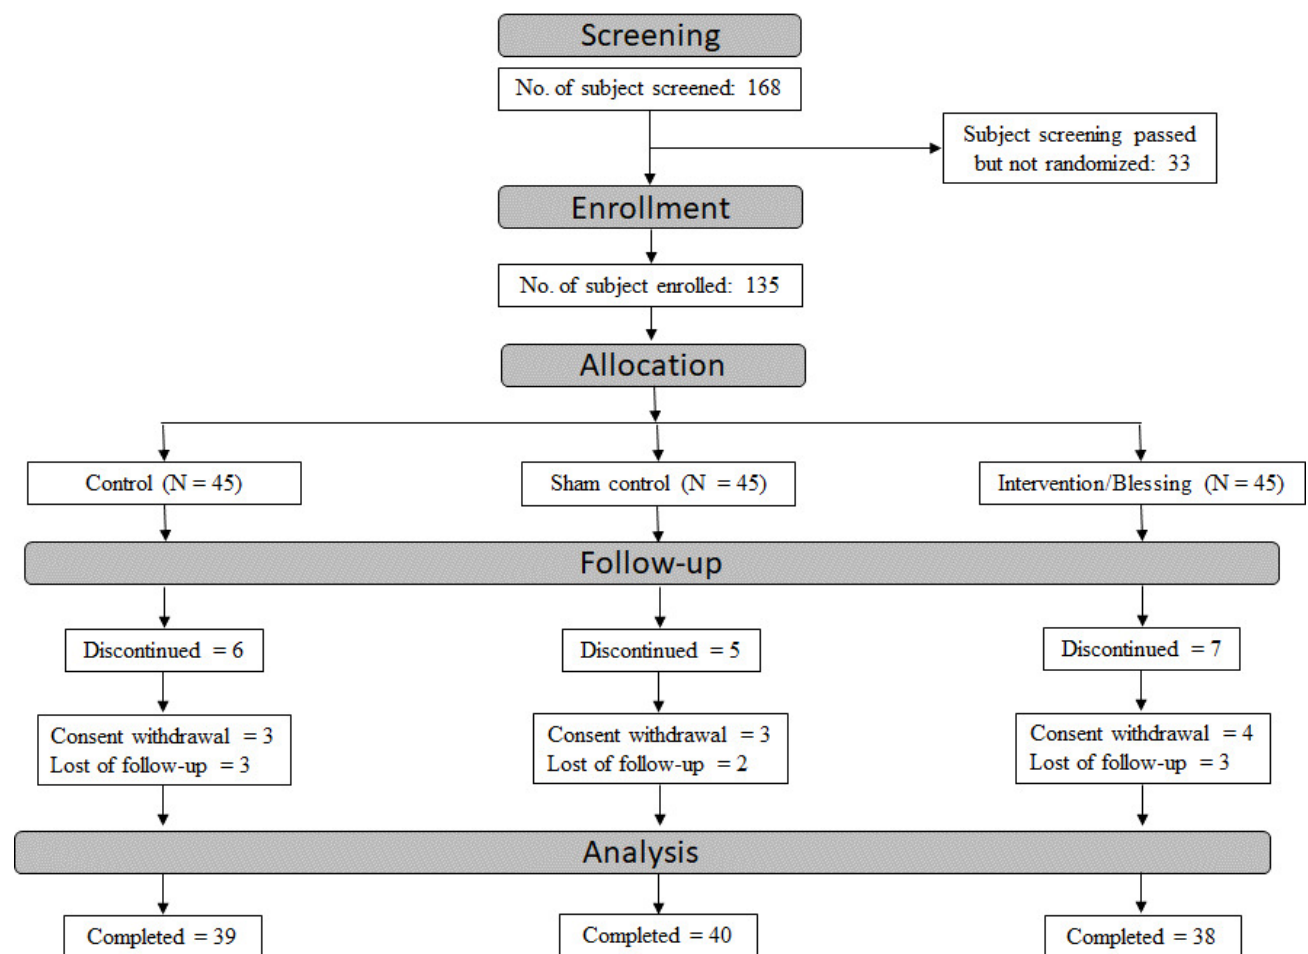 Screening
No. of subject screened: 168
Subject screening passed
but not randomized: 33
Enrollment
No. of subject enrolled: 135
Allocation
Control (N = 45)
Sham control (N = 45)
Intervention/Blessing (N = 45)
Follow-up
Discontinued = 6
Discontinued = 5
Discontinued = 7
Consent withdrawal = 3
Lost of follow-up = 3
Consent withdrawal = 3
Lost of follow-up = 2
Consent withdrawal = 4
Lost of follow-up = 3
Analysis
Completed = 39
Completed = 40
Completed = 38